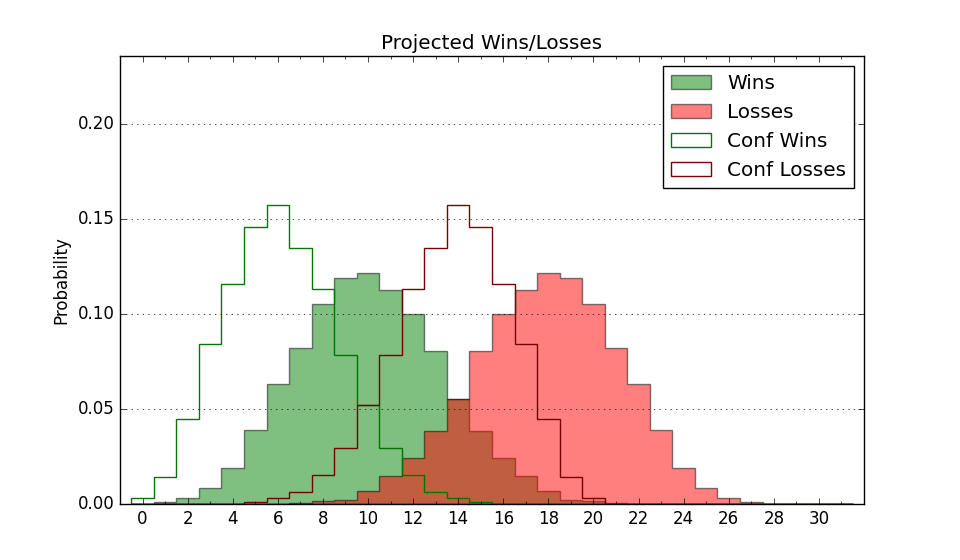 Projected Wins/Losses
Wins
Losses
Conf Wins
Conf Losses
0.20
0.15
0.10
0.05
0.00
Probability
0 2 4 6 8 10 12 14 16 18 20 22 24 26 28 30